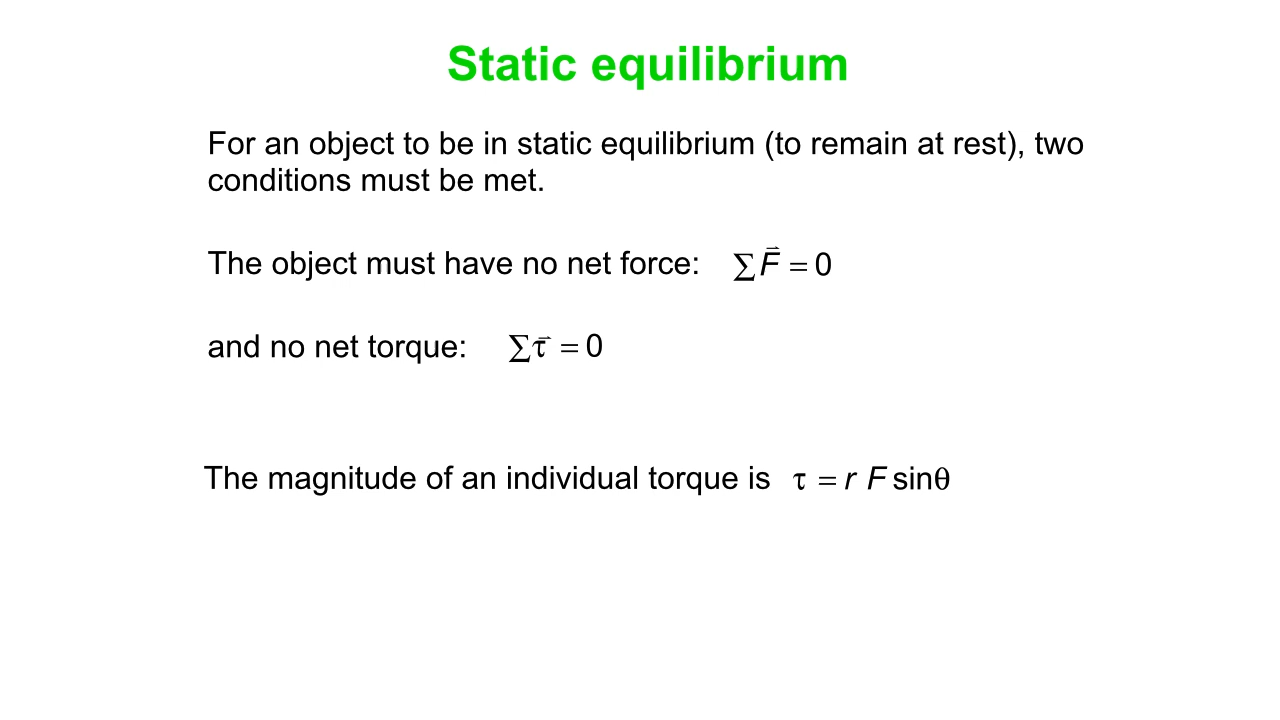 Static equilibrium
For an object to be in static equilibrium (to remain at rest), two
conditions must be met.
The object must have no net force: ∑F⃗ = 0
and no net torque: ∑τ⃗ = 0
The magnitude of an individual torque is τ = r F sinθ